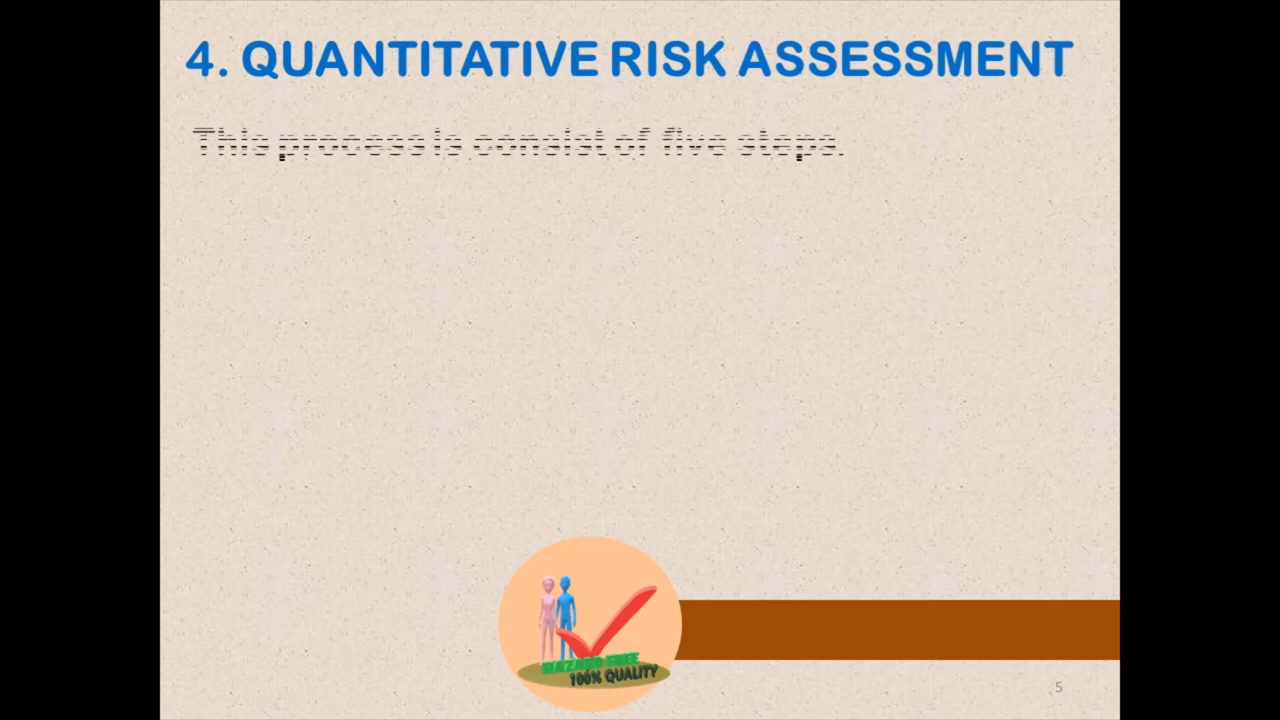 4. QUANTITATIVE RISK ASSESSMENT
This process is consist of five steps.
HAZARD FREE
100% QUALITY
5